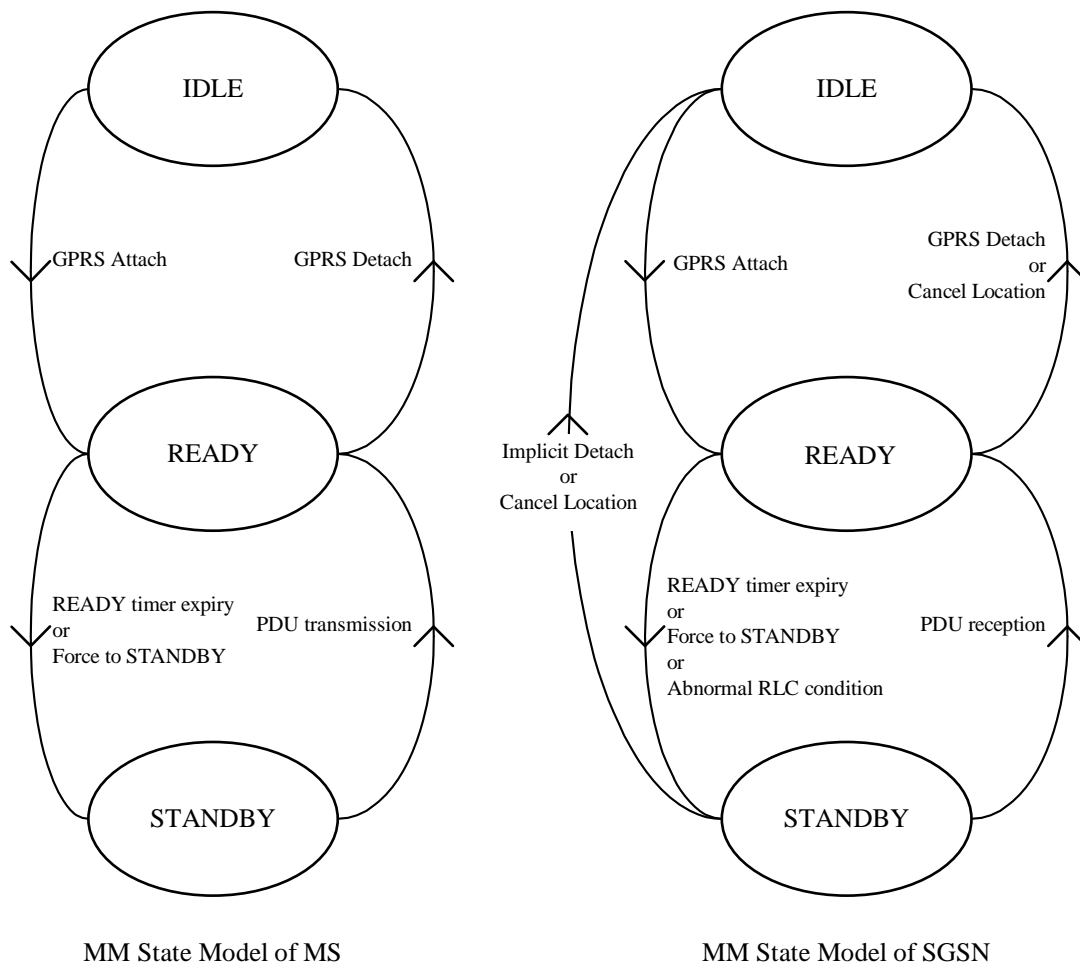 IDLE
GPRS Attach
GPRS Detach
READY
READY timer expiry
or
Force to STANDBY
PDU transmission
STANDBY
MM State Model of MS
IDLE
GPRS Attach
GPRS Detach
or
Cancel Location
Implicit Detach
or
Cancel Location
READY
READY timer expiry
or
Force to STANDBY
or
Abnormal RLC condition
PDU reception
STANDBY
MM State Model of SGSN